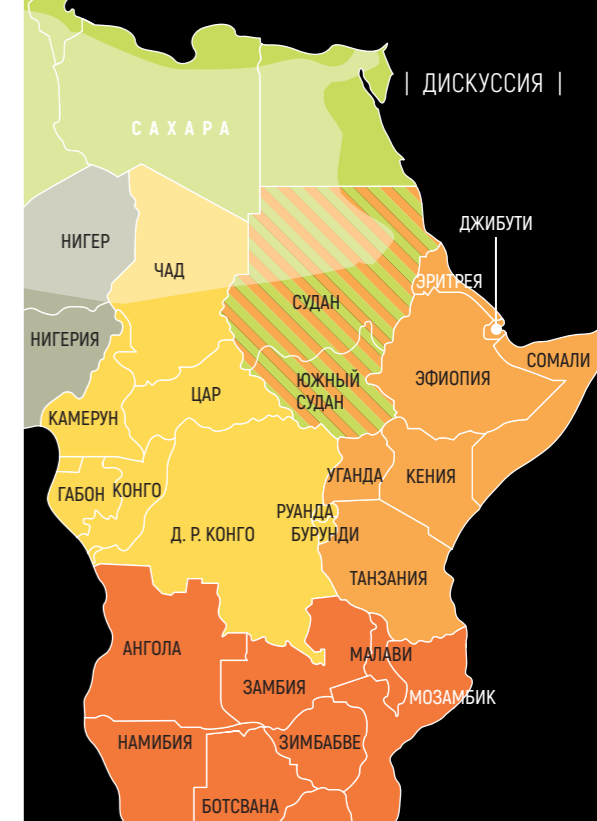 | ДИСКУССИЯ |
САХАРА
ДЖИБУТИ
НИГЕР
ЧАД
ЭРИТРЕЯ
СУДАН
НИГЕРИЯ
СОМАЛИ
ЭФИОПИЯ
ЮЖНЫЙ
СУДАН
ЦАР
КАМЕРУН
УГАНДА
КЕНИЯ
ГАБОН
КОНГО
РУАНДА
Д. Р. КОНГО
БУРУНДИ
ТАНЗАНИЯ
АНГОЛА
МАЛАВИ
ЗАМБИЯ
МОЗАМБИК
НАМИБИЯ
ЗИМБАБВЕ
БОТСВАНА